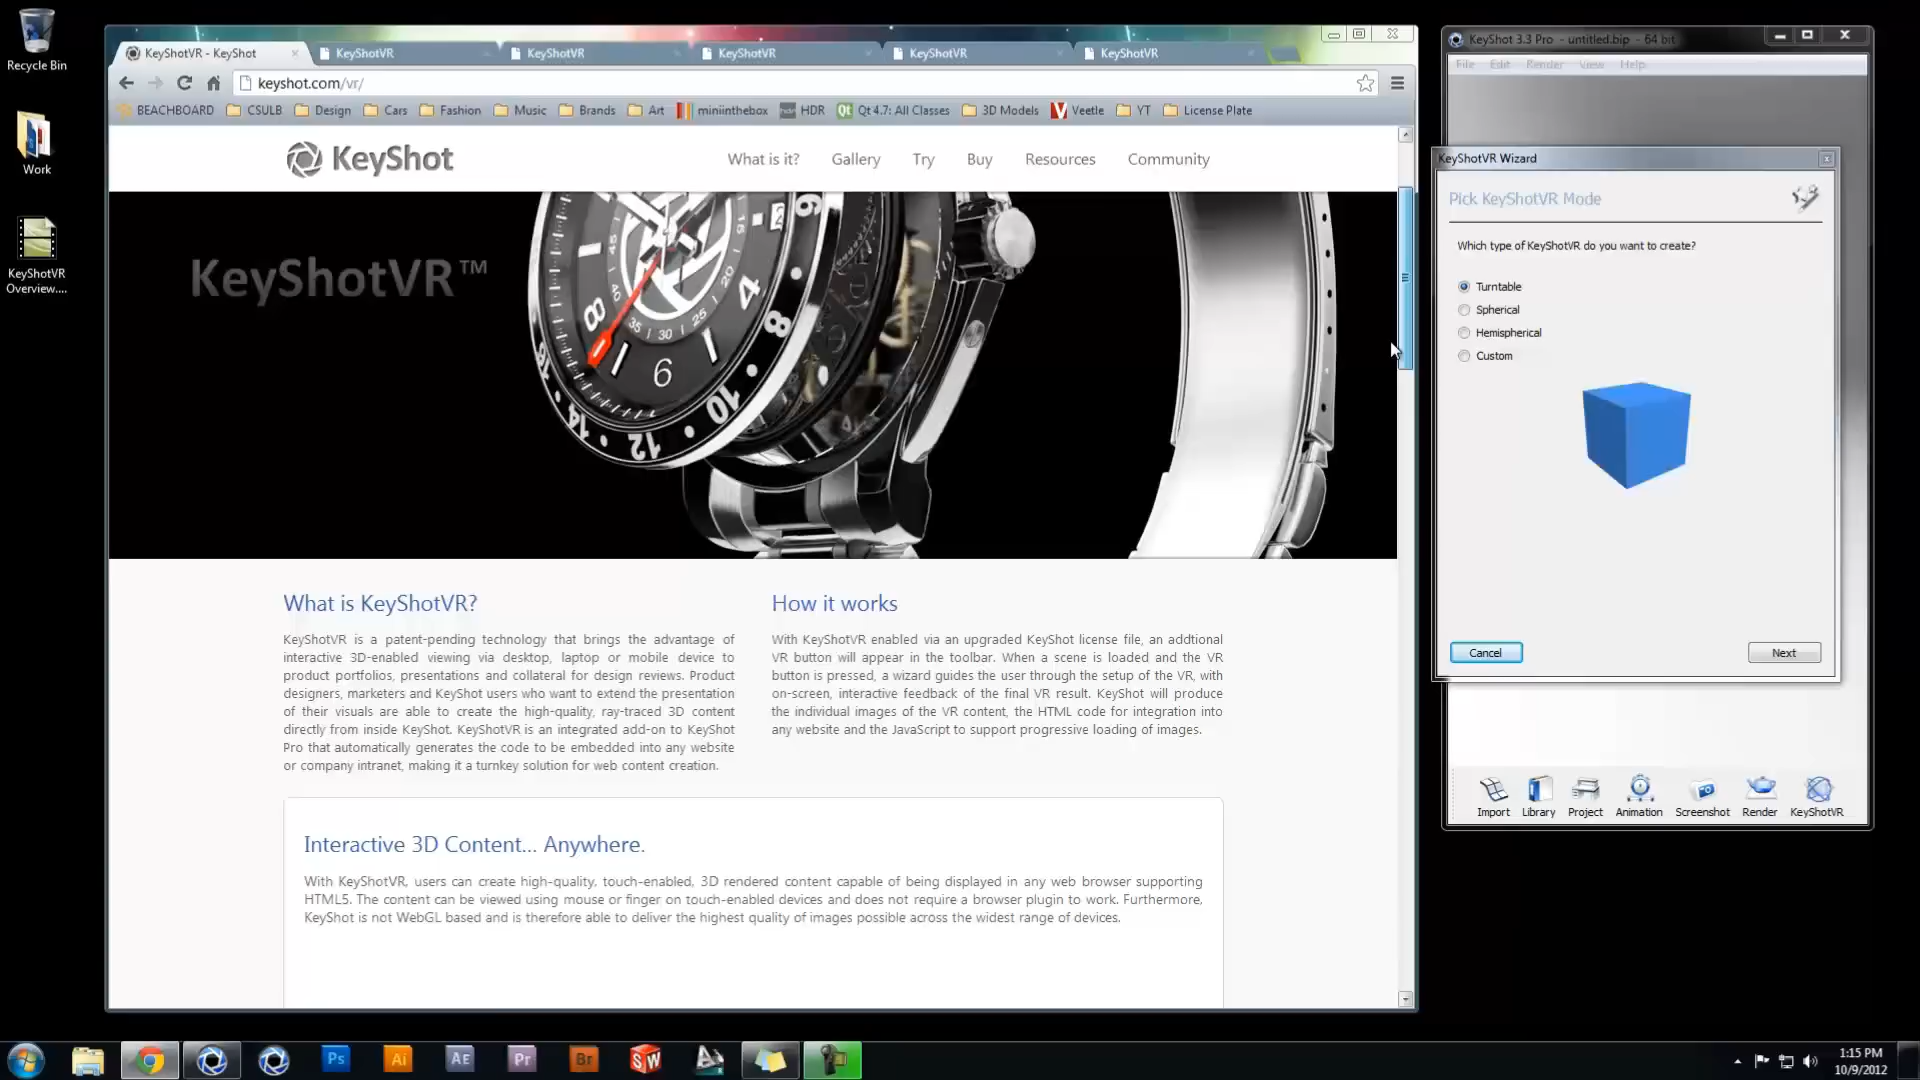 Recycle Bin
Work
KeyShotVR
Overview....
KeyShotVR - KeyShot
KeyShotVR
KeyShotVR
KeyShotVR
KeyShotVR
KeyShotVR
keyshot.com/vr/
BEACHBOARD CSULB Design Cars Fashion Music Brands Art miniinthebox HDR Qt 4.7: All Classes 3D Models Veetle YT License Plate
KeyShot
What is it? Gallery Try Buy Resources Community
KeyShotVR™
What is KeyShotVR?
KeyShotVR is a patent-pending technology that brings the advantage of
interactive 3D-enabled viewing via desktop, laptop or mobile device to
product portfolios, presentations and collateral for design reviews. Product
designers, marketers and KeyShot users who want to extend the presentation
of their visuals are able to create the high-quality, ray-traced 3D content
directly from inside KeyShot. KeyShotVR is an integrated add-on to KeyShot
Pro that automatically generates the code to be embedded into any website
or company intranet, making it a turnkey solution for web content creation.
How it works
With KeyShotVR enabled via an upgraded KeyShot license file, an addtional
VR button will appear in the toolbar. When a scene is loaded and the VR
button is pressed, a wizard guides the user through the setup of the VR, with
on-screen, interactive feedback of the final VR result. KeyShot will produce
the individual images of the VR content, the HTML code for integration into
any website and the JavaScript to support progressive loading of images.
Interactive 3D Content... Anywhere.
With KeyShotVR, users can create high-quality, touch-enabled, 3D rendered content capable of being displayed in any web browser supporting
HTML5. The content can be viewed using mouse or finger on touch-enabled devices and does not require a browser plugin to work. Furthermore,
KeyShot is not WebGL based and is therefore able to deliver the highest quality of images possible across the widest range of devices.
KeyShot 3.3 Pro - untitled.bip - 64 bit
File Edit Render View Help
KeyShotVR Wizard
Pick KeyShotVR Mode
Which type of KeyShotVR do you want to create?
Turntable
Spherical
Hemispherical
Custom
Cancel
Next
Import Library Project Animation Screenshot Render KeyShotVR
Ps Ai AE Pr Br SW
1:15 PM
10/9/2012